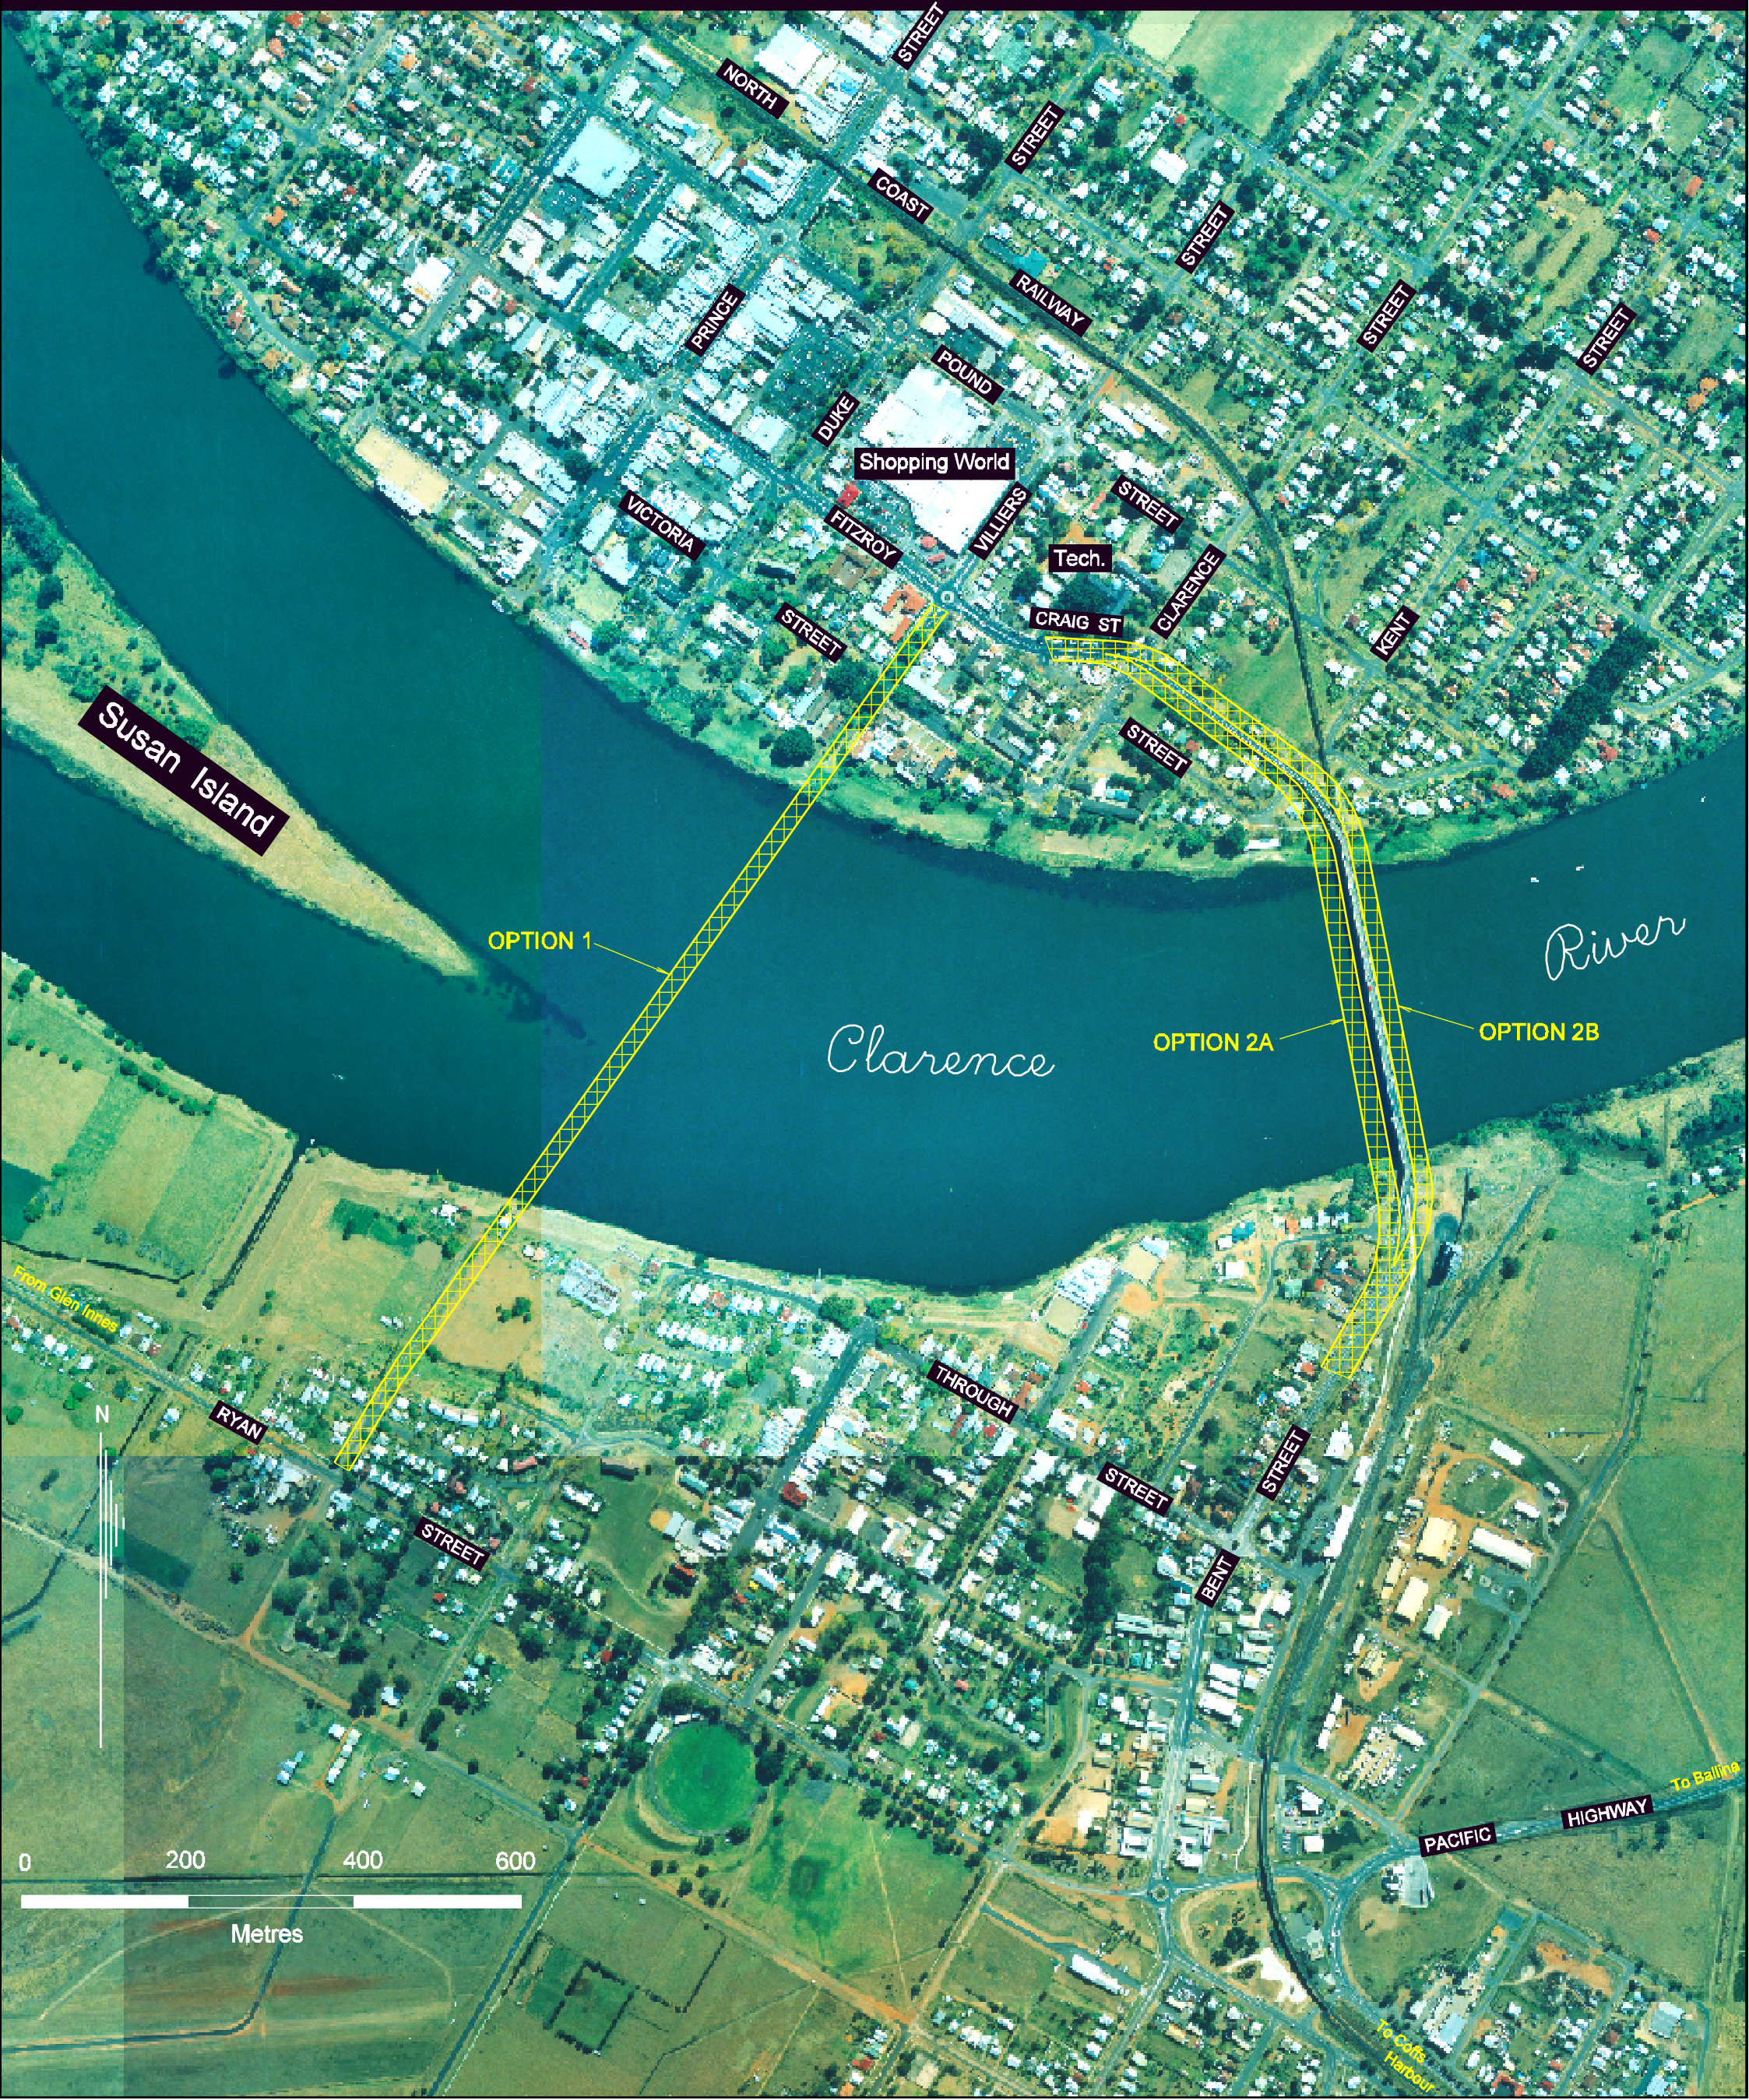 STREET
NORTH
STREET
COAST
STREET
RAILWAY
STREET
STREET
PRINCE
POUND
DUKE
Shopping World
VICTORIA
FITZROY
VILLIERS
STREET
Tech.
CLARENCE
STREET
CRAIG ST
KENT
Susan Island
STREET
OPTION 1
River
Clarence
OPTION 2A
OPTION 2B
From Glen Innes
RYAN
N
THROUGH
STREET
STREET
STREET
BENT
To Ballina
HIGHWAY
PACIFIC
0 200 400 600
Metres
To Coffs
Harbour